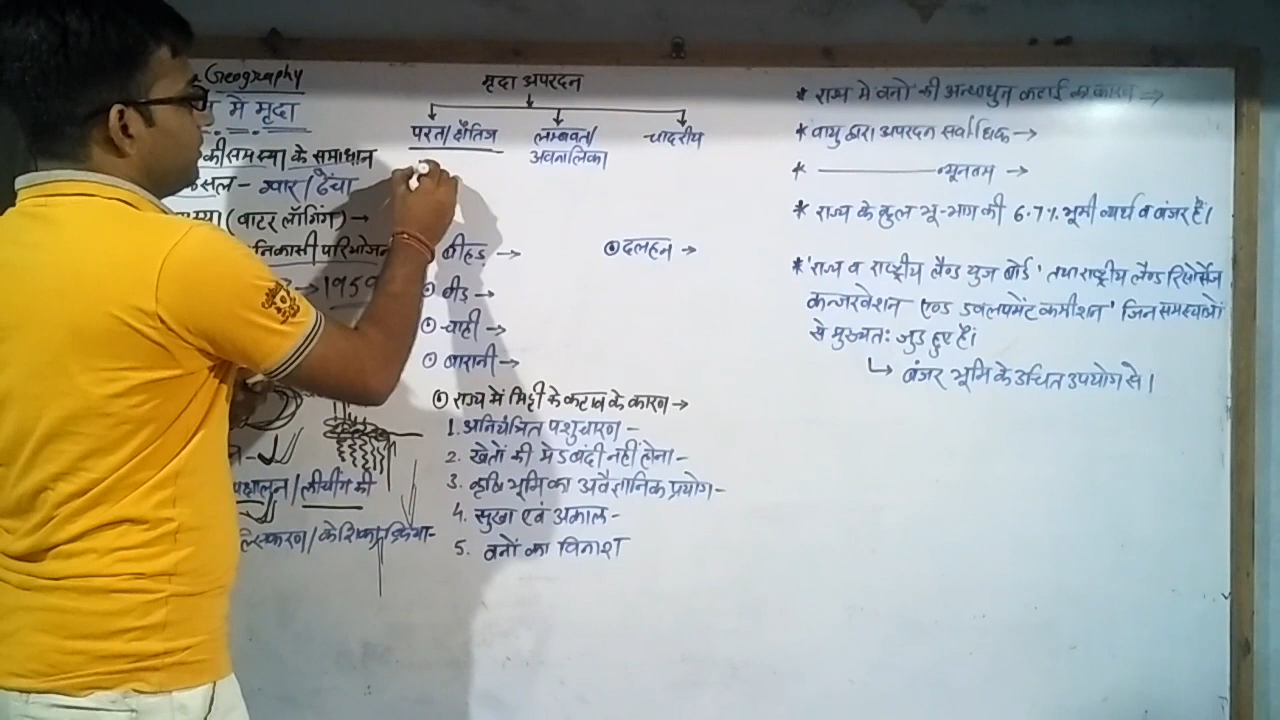 Geography
में मृदा
की समस्या के समाधान
फसल - ग्वार / ढेंचा
(वाटर लॉगिंग) →
निकासी परियोजना
→ 1959
/ लीचींग की
/ केशिका क्रिया-
मृदा अपरदन
परत / क्षैतिज
लम्बवत / अवनालिका
चादरीय
बीहड़ →
बीड़ →
चाही →
बारानी →
दलहन →
राज्य में मिट्टी के कटाव के कारण →
1. अनियंत्रित पशुचारण -
2. खेतों की मेडबंदी नहीं होना -
3. कृषि भूमि का अवैज्ञानिक प्रयोग -
4. सुखा एवं अकाल -
5. वनों का विनाश
* राज्य में वनों की अन्धाधुन कटाई का कारण →
* वायु द्वारा अपरदन सर्वाधिक →
* ———————— न्यूनतम →
* राज्य के कुल भू-भाग की 6.7% भूमी व्यर्थ व बंजर है।
* 'राज्य व राष्ट्रीय लैण्ड युज बोर्ड' तथा राष्ट्रीय लैण्ड रिसोर्सेज
कन्जरवेशन एण्ड डवलपमेंट कमीशन' जिन समस्याओं
से मुख्यतः जुड़े हुए हैं।
↳ बंजर भूमि के उचित उपयोग से।